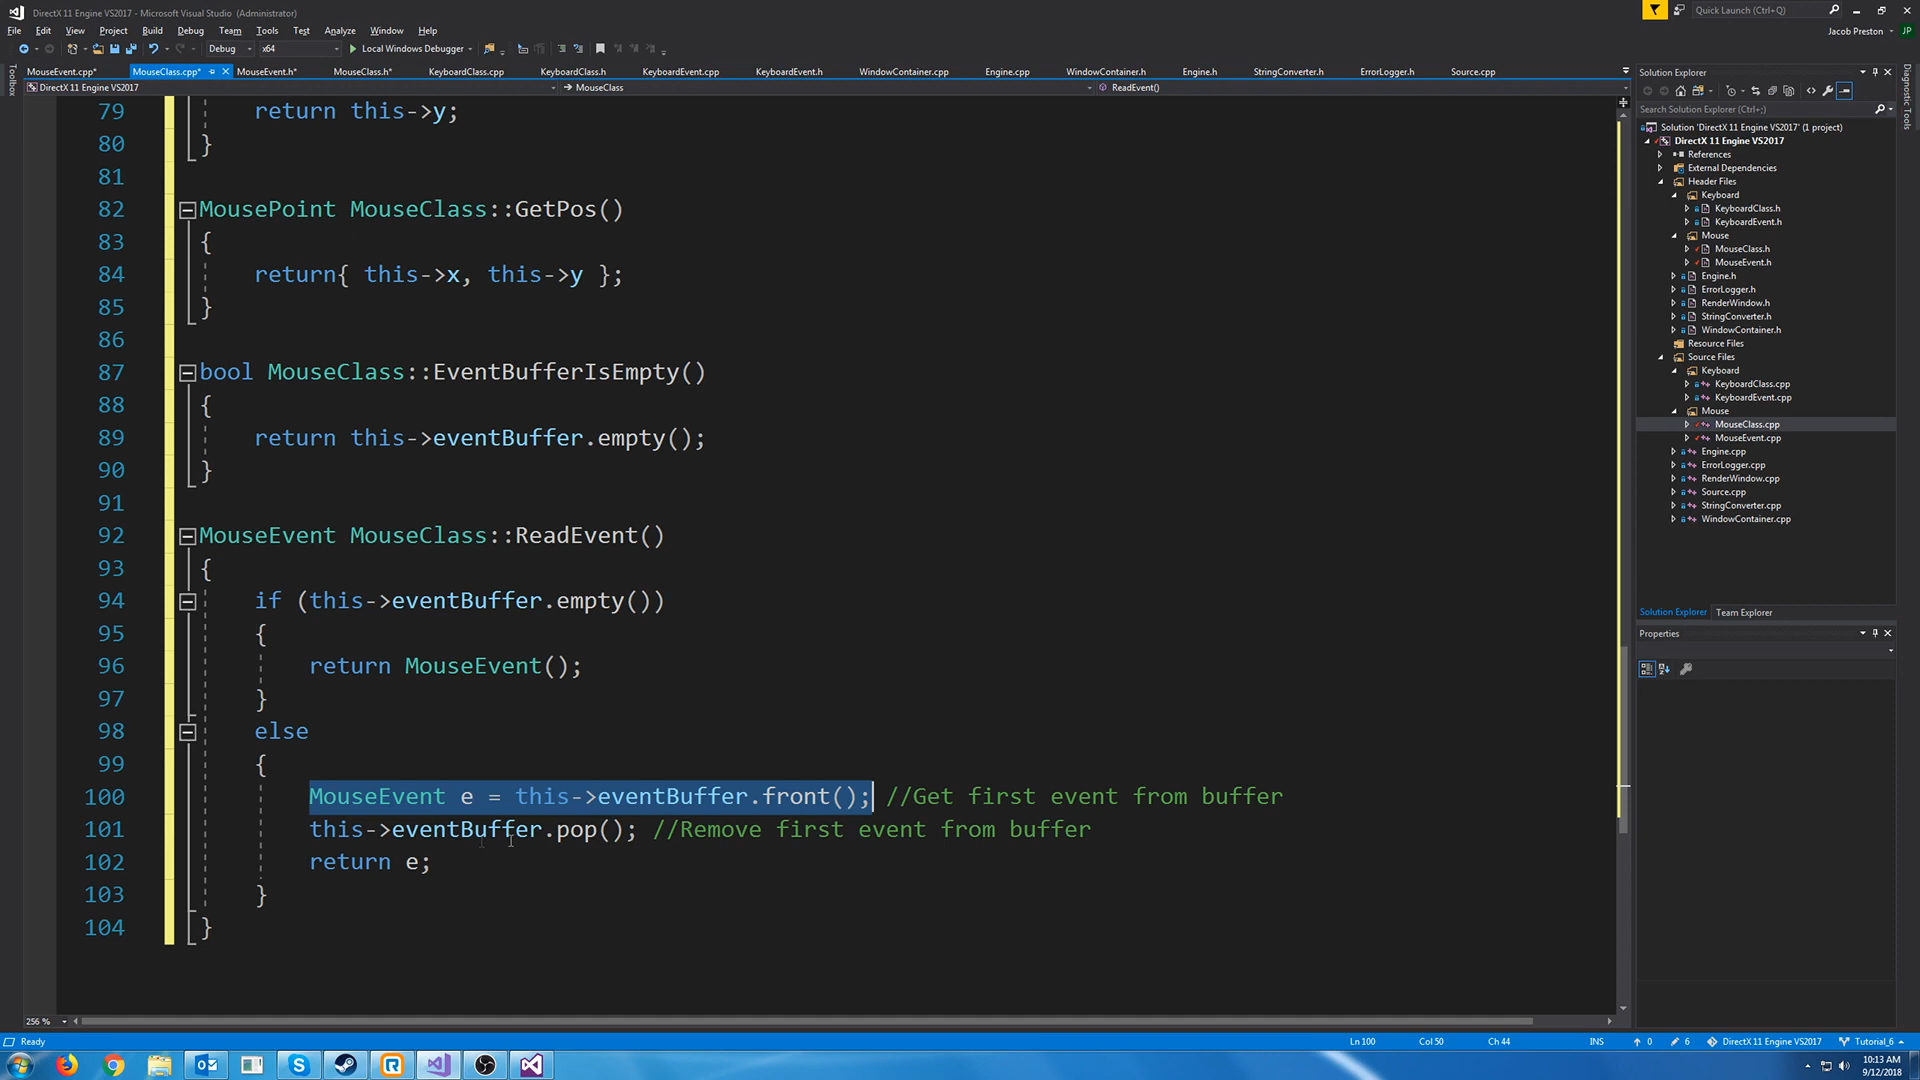 DirectX 11 Engine VS2017 - Microsoft Visual Studio (Administrator)
Quick Launch (Ctrl+Q)
File Edit View Project Build Debug Team Tools Test Analyze Window Help
Jacob Preston
JP
Debug x64 Local Windows Debugger
MouseEvent.cpp* MouseClass.cpp* MouseEvent.h* MouseClass.h* KeyboardClass.cpp KeyboardClass.h KeyboardEvent.cpp KeyboardEvent.h WindowContainer.cpp Engine.cpp WindowContainer.h Engine.h StringConverter.h ErrorLogger.h Source.cpp
DirectX 11 Engine VS2017 MouseClass ReadEvent()
Toolbox
79 return this->y;
80 }
81
82 MousePoint MouseClass::GetPos()
83 {
84 return{ this->x, this->y };
85 }
86
87 bool MouseClass::EventBufferIsEmpty()
88 {
89 return this->eventBuffer.empty();
90 }
91
92 MouseEvent MouseClass::ReadEvent()
93 {
94 if (this->eventBuffer.empty())
95 {
96 return MouseEvent();
97 }
98 else
99 {
100 MouseEvent e = this->eventBuffer.front(); //Get first event from buffer
101 this->eventBuffer.pop(); //Remove first event from buffer
102 return e;
103 }
104 }
256 %
Solution Explorer
Search Solution Explorer (Ctrl+;)
Solution 'DirectX 11 Engine VS2017' (1 project)
DirectX 11 Engine VS2017
References
External Dependencies
Header Files
Keyboard
KeyboardClass.h
KeyboardEvent.h
Mouse
MouseClass.h
MouseEvent.h
Engine.h
ErrorLogger.h
RenderWindow.h
StringConverter.h
WindowContainer.h
Resource Files
Source Files
Keyboard
KeyboardClass.cpp
KeyboardEvent.cpp
Mouse
MouseClass.cpp
MouseEvent.cpp
Engine.cpp
ErrorLogger.cpp
RenderWindow.cpp
Source.cpp
StringConverter.cpp
WindowContainer.cpp
Solution Explorer Team Explorer
Properties
Diagnostic Tools
Ready
Ln 100 Col 50 Ch 44 INS 0 6 DirectX 11 Engine VS2017 Tutorial_6
10:13 AM
9/12/2018